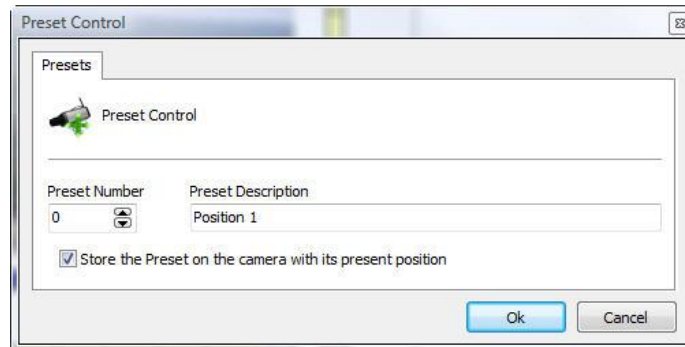 Preset Control
Presets
Preset Control
Preset Number Preset Description
0 Position 1
Store the Preset on the camera with its present position
Ok Cancel